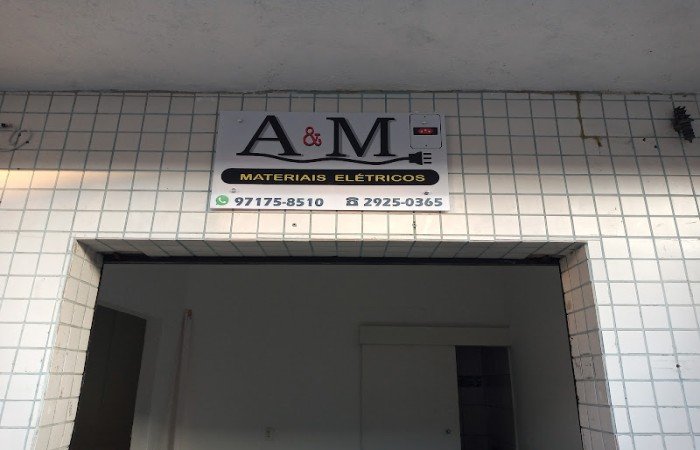 A & M
MATERIAIS ELÉTRICOS
97175-8510 2925-0365